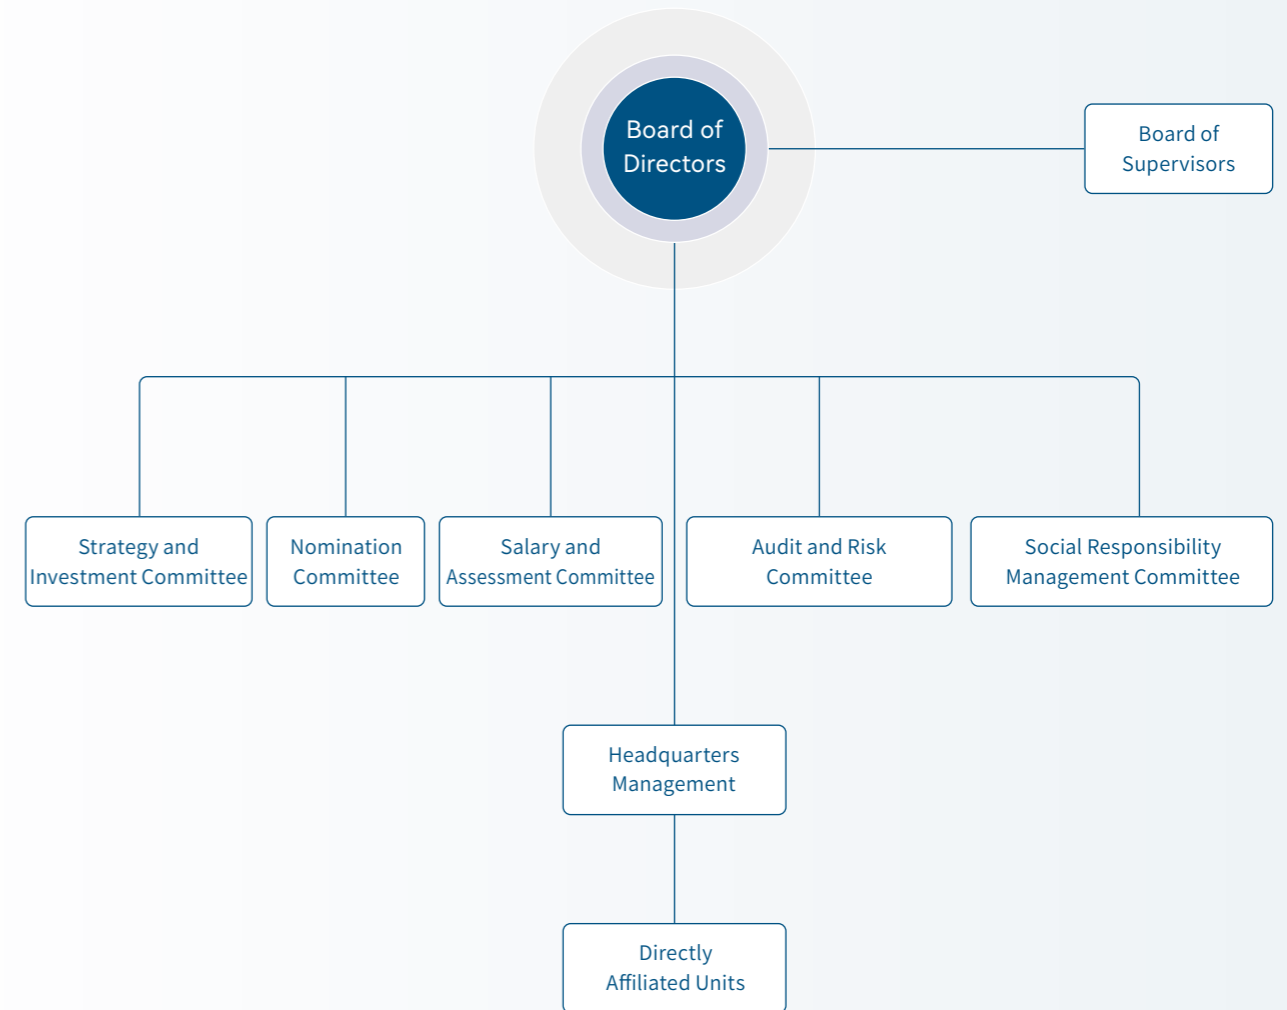 Board of
Directors
Board of
Supervisors
Strategy and
Investment Committee
Nomination
Committee
Salary and
Assessment Committee
Audit and Risk
Committee
Social Responsibility
Management Committee
Headquarters
Management
Directly
Affiliated Units